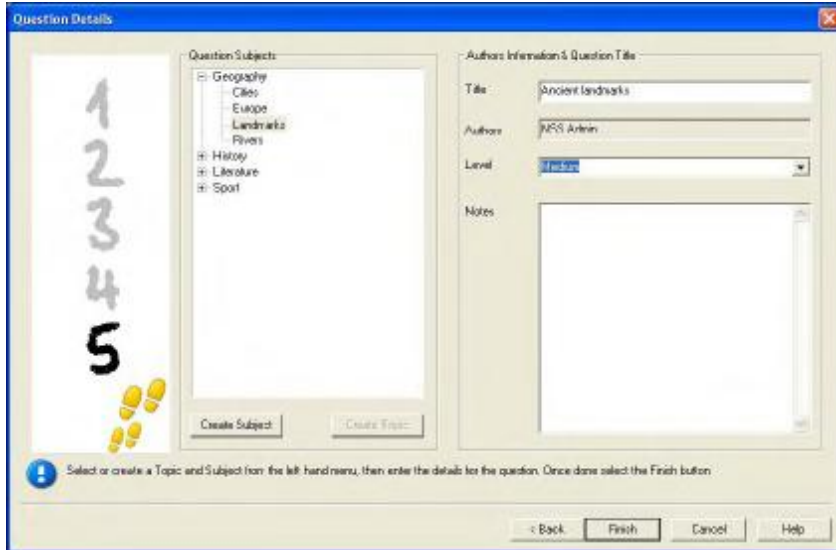 Question Details
1
2
3
4
5
Question Subjects
Geography
Cities
Europe
Landmarks
Rivers
History
Literature
Sport
Create Subject
Create Topic
Authors Information & Question Title
Title
Ancient landmarks
Authors
NSS Admin
Level
Medium
Notes
Select or create a Topic and Subject from the left hand menu, then enter the details for the question. Once done select the Finish button
< Back
Finish
Cancel
Help